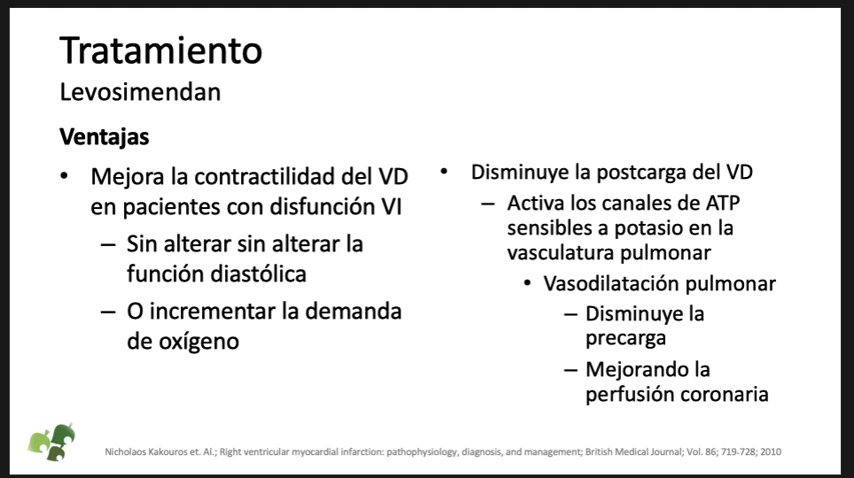 Tratamiento
Levosimendan
Ventajas
• Mejora la contractilidad del VD
en pacientes con disfunción VI
– Sin alterar sin alterar la
función diastólica
– O incrementar la demanda
de oxígeno
• Disminuye la postcarga del VD
– Activa los canales de ATP
sensibles a potasio en la
vasculatura pulmonar
• Vasodilatación pulmonar
– Disminuye la
precarga
– Mejorando la
perfusión coronaria
Nicholaos Kakouros et. Al.; Right ventricular myocardial infarction: pathophysiology, diagnosis, and management; British Medical Journal; Vol. 86; 719-728; 2010